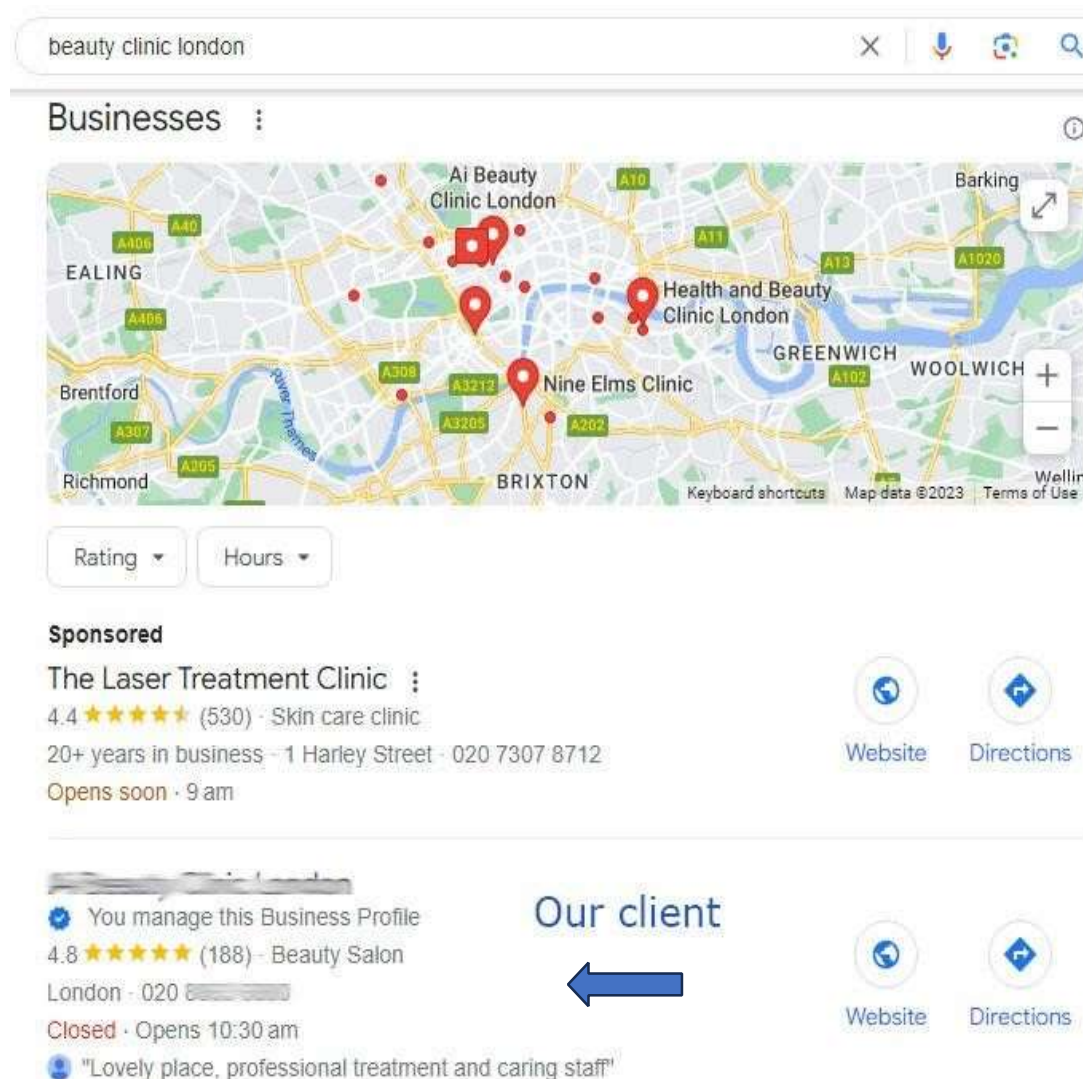 beauty clinic london
Businesses
Ai Beauty
Clinic London
A10
Barking
A40
A406
A11
A13
A1020
EALING
Health and Beauty
Clinic London
A406
GREENWICH
WOOLWICH
A308
A3212
Nine Elms Clinic
A102
Brentford
River Thames
A3205
A202
A307
A205
Richmond
BRIXTON
Wellin
Keyboard shortcuts Map data ©2023 Terms of Use
Rating Hours
Sponsored
The Laser Treatment Clinic
4.4 (530) · Skin care clinic
20+ years in business · 1 Harley Street · 020 7307 8712
Website Directions
Opens soon · 9 am
Our client
You manage this Business Profile
4.8 (188) · Beauty Salon
London · 020
Website Directions
Closed · Opens 10:30 am
"Lovely place, professional treatment and caring staff"